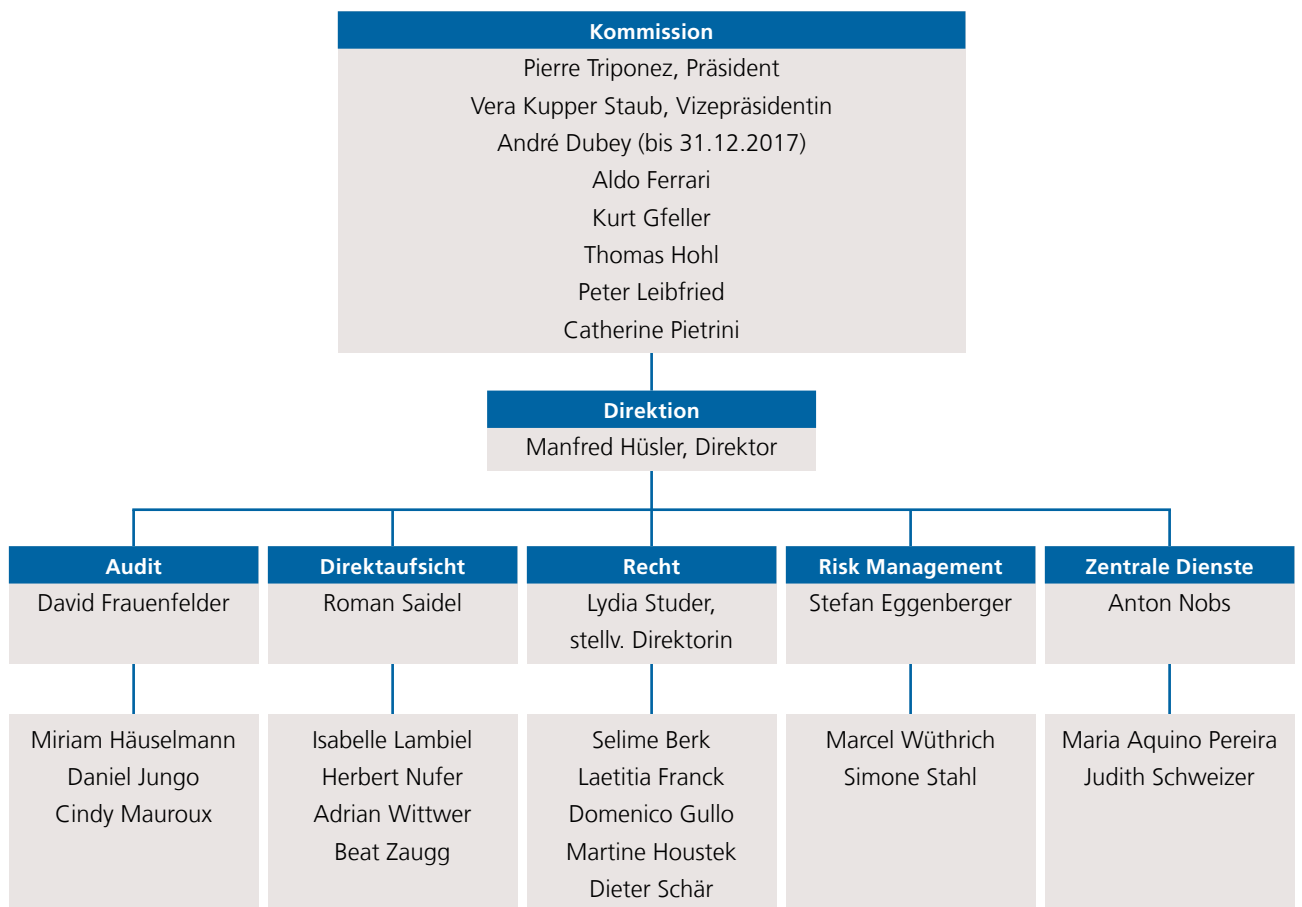 Kommission
Pierre Triponez, Präsident
Vera Kupper Staub, Vizepräsidentin
André Dubey (bis 31.12.2017)
Aldo Ferrari
Kurt Gfeller
Thomas Hohl
Peter Leibfried
Catherine Pietrini
Direktion
Manfred Hüsler, Direktor
Audit
David Frauenfelder
Miriam Häuselmann
Daniel Jungo
Cindy Mauroux
Direktaufsicht
Roman Saidel
Isabelle Lambiel
Herbert Nufer
Adrian Wittwer
Beat Zaugg
Recht
Lydia Studer,
stellv. Direktorin
Selime Berk
Laetitia Franck
Domenico Gullo
Martine Houstek
Dieter Schär
Risk Management
Stefan Eggenberger
Marcel Wüthrich
Simone Stahl
Zentrale Dienste
Anton Nobs
Maria Aquino Pereira
Judith Schweizer